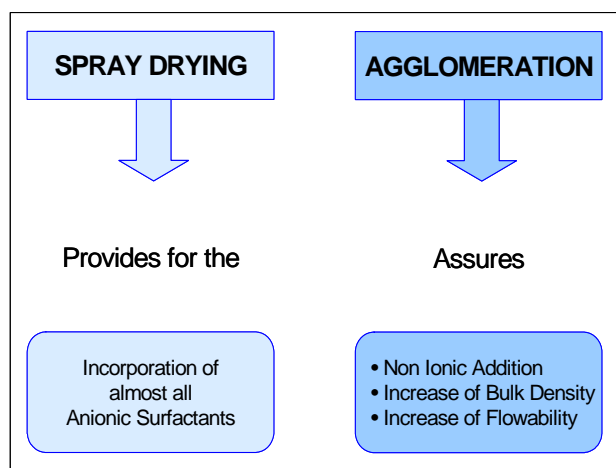 SPRAY DRYING
Provides for the
Incorporation of
almost all
Anionic Surfactants
AGGLOMERATION
Assures
• Non Ionic Addition
• Increase of Bulk Density
• Increase of Flowability